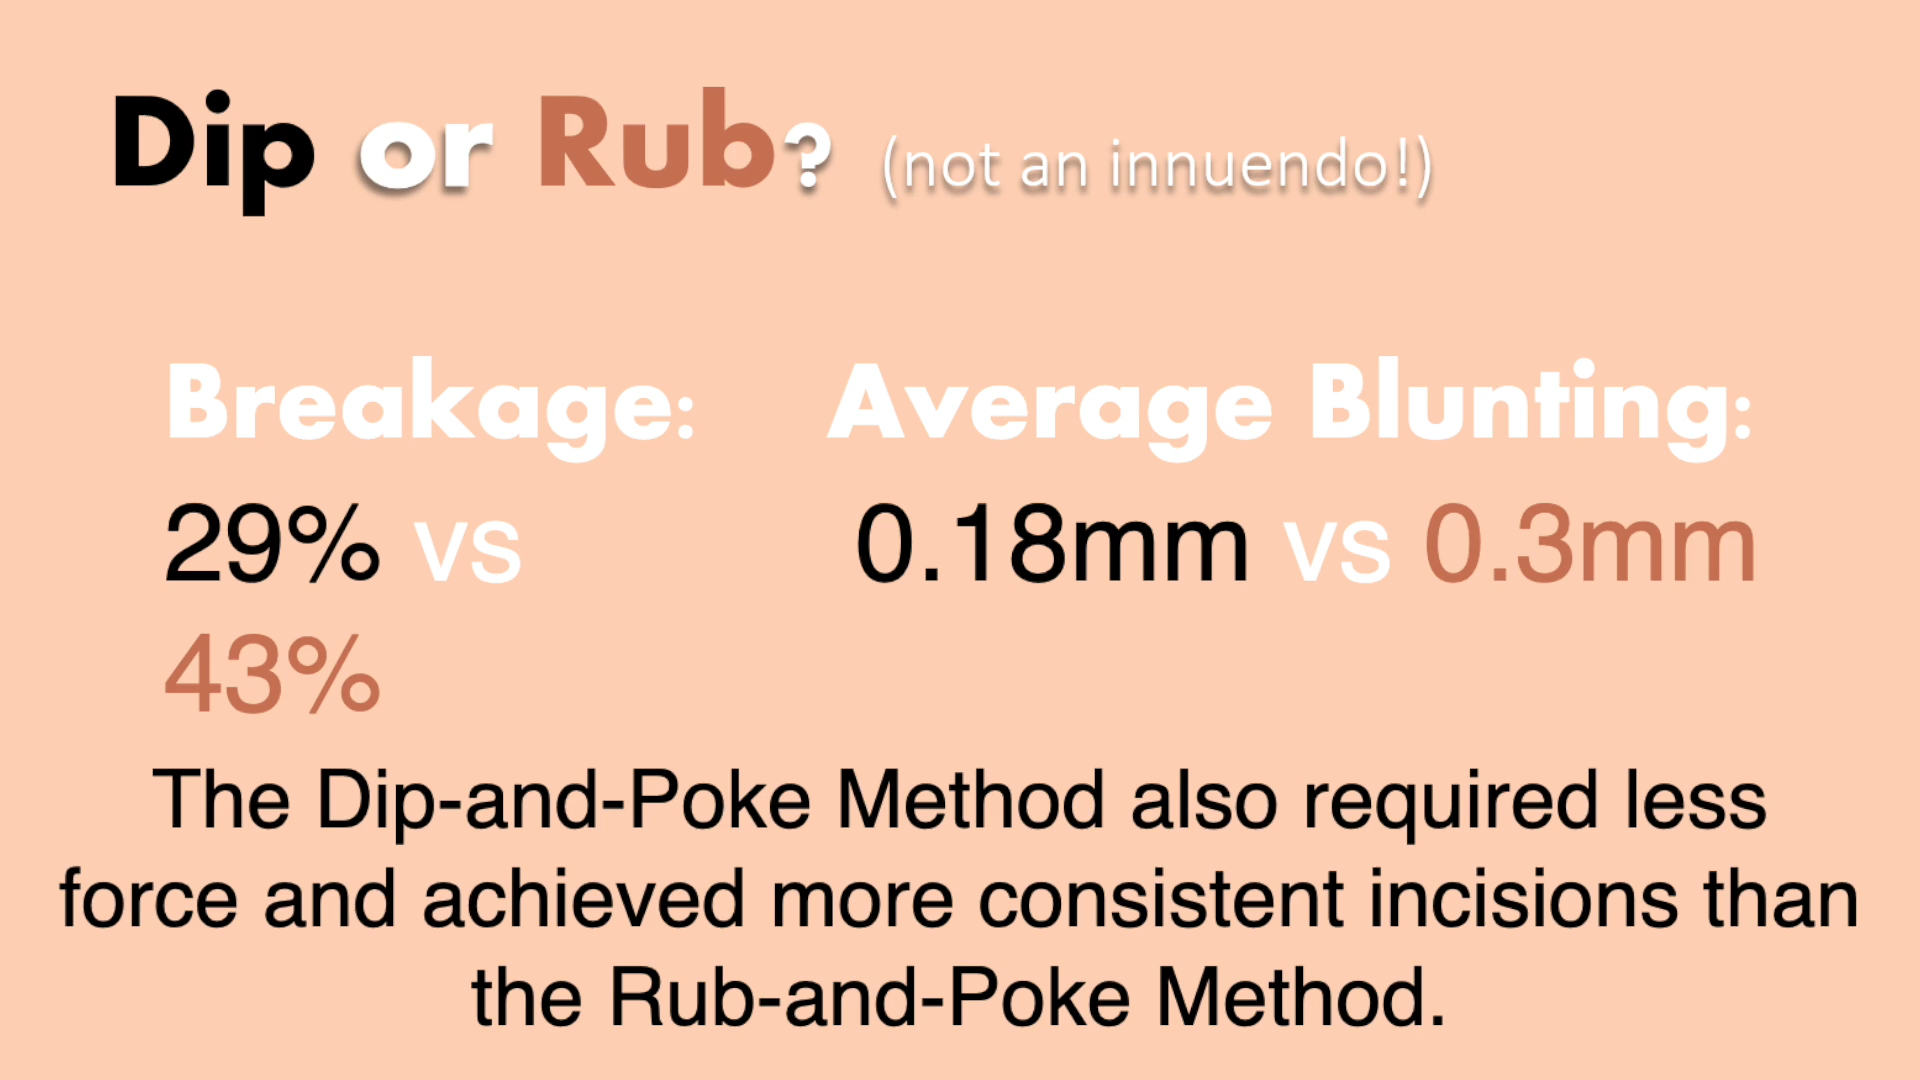 Dip or Rub? (not an innuendo!)
Breakage:
29% vs
43%
Average Blunting:
0.18mm vs 0.3mm
The Dip-and-Poke Method also required less
force and achieved more consistent incisions than
the Rub-and-Poke Method.